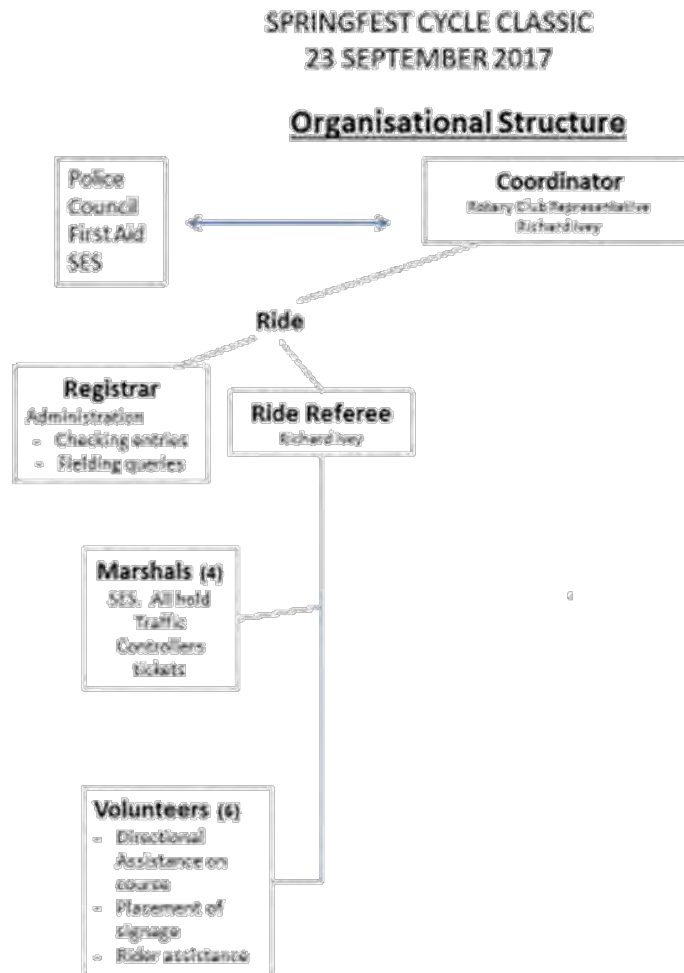 SPRINGFEST CYCLE CLASSIC
23 SEPTEMBER 2017
Organisational Structure
Police
Council
First Aid
SES
Coordinator
Rotary Club Representative
Richard Ivey
Ride
Registrar
Administration
- Checking entries
- Fielding queries
Ride Referee
Richard Ivey
Marshals (4)
SES. All hold
Traffic
Controllers
tickets
Volunteers (6)
- Directional
Assistance on
course
- Placement of
signage
- Rider assistance